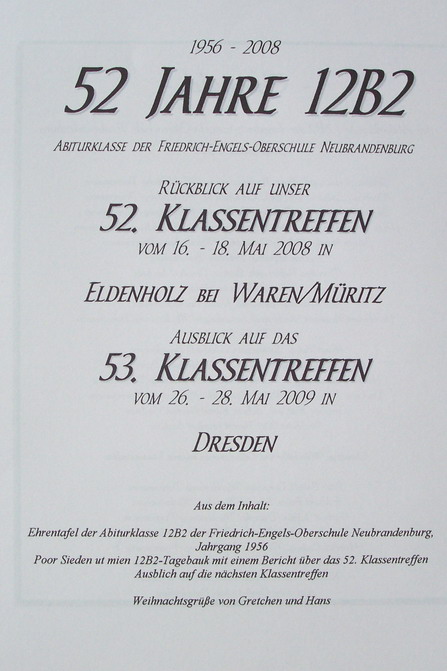 1956 - 2008
52 JAHRE 12B2
ABITURKLASSE DER FRIEDRICH-ENGELS-OBERSCHULE NEUBRANDENBURG
RÜCKBLICK AUF UNSER
52. KLASSENTREFFEN
VOM 16. - 18. MAI 2008 IN
ELDENHOLZ BEI WAREN/MÜRITZ
AUSBLICK AUF DAS
53. KLASSENTREFFEN
VOM 26. - 28. MAI 2009 IN
DRESDEN
Aus dem Inhalt:
Ehrentafel der Abiturklasse 12B2 der Friedrich-Engels-Oberschule Neubrandenburg,
Jahrgang 1956
Poor Sieden ut mien 12B2-Tagebauk mit einem Bericht über das 52. Klassentreffen
Ausblich auf die nächsten Klassentreffen
Weihnachtsgrüße von Gretchen und Hans